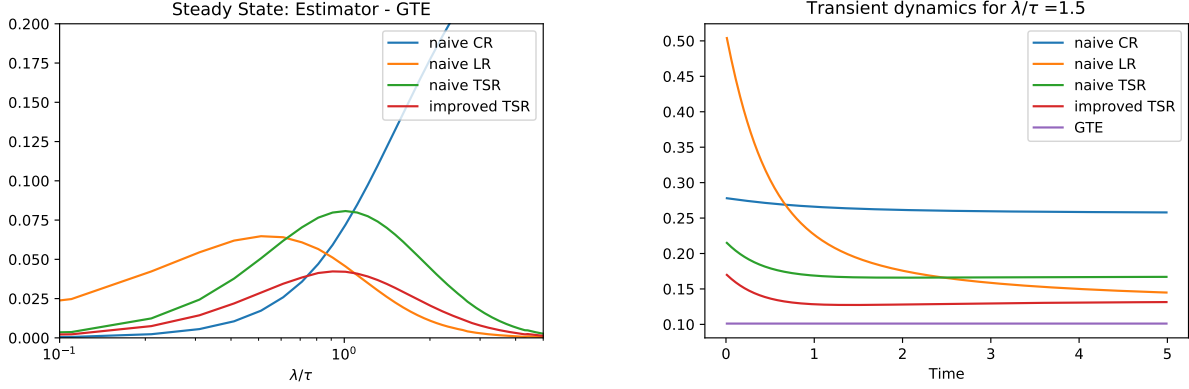 Steady State: Estimator - GTE
0.200
0.175
0.150
0.125
0.100
0.075
0.050
0.025
0.000
10⁻¹
10⁰
λ/τ
naive CR
naive LR
naive TSR
improved TSR
Transient dynamics for λ/τ =1.5
0.50
0.45
0.40
0.35
0.30
0.25
0.20
0.15
0.10
0
1
2
3
4
5
Time
naive CR
naive LR
naive TSR
improved TSR
GTE